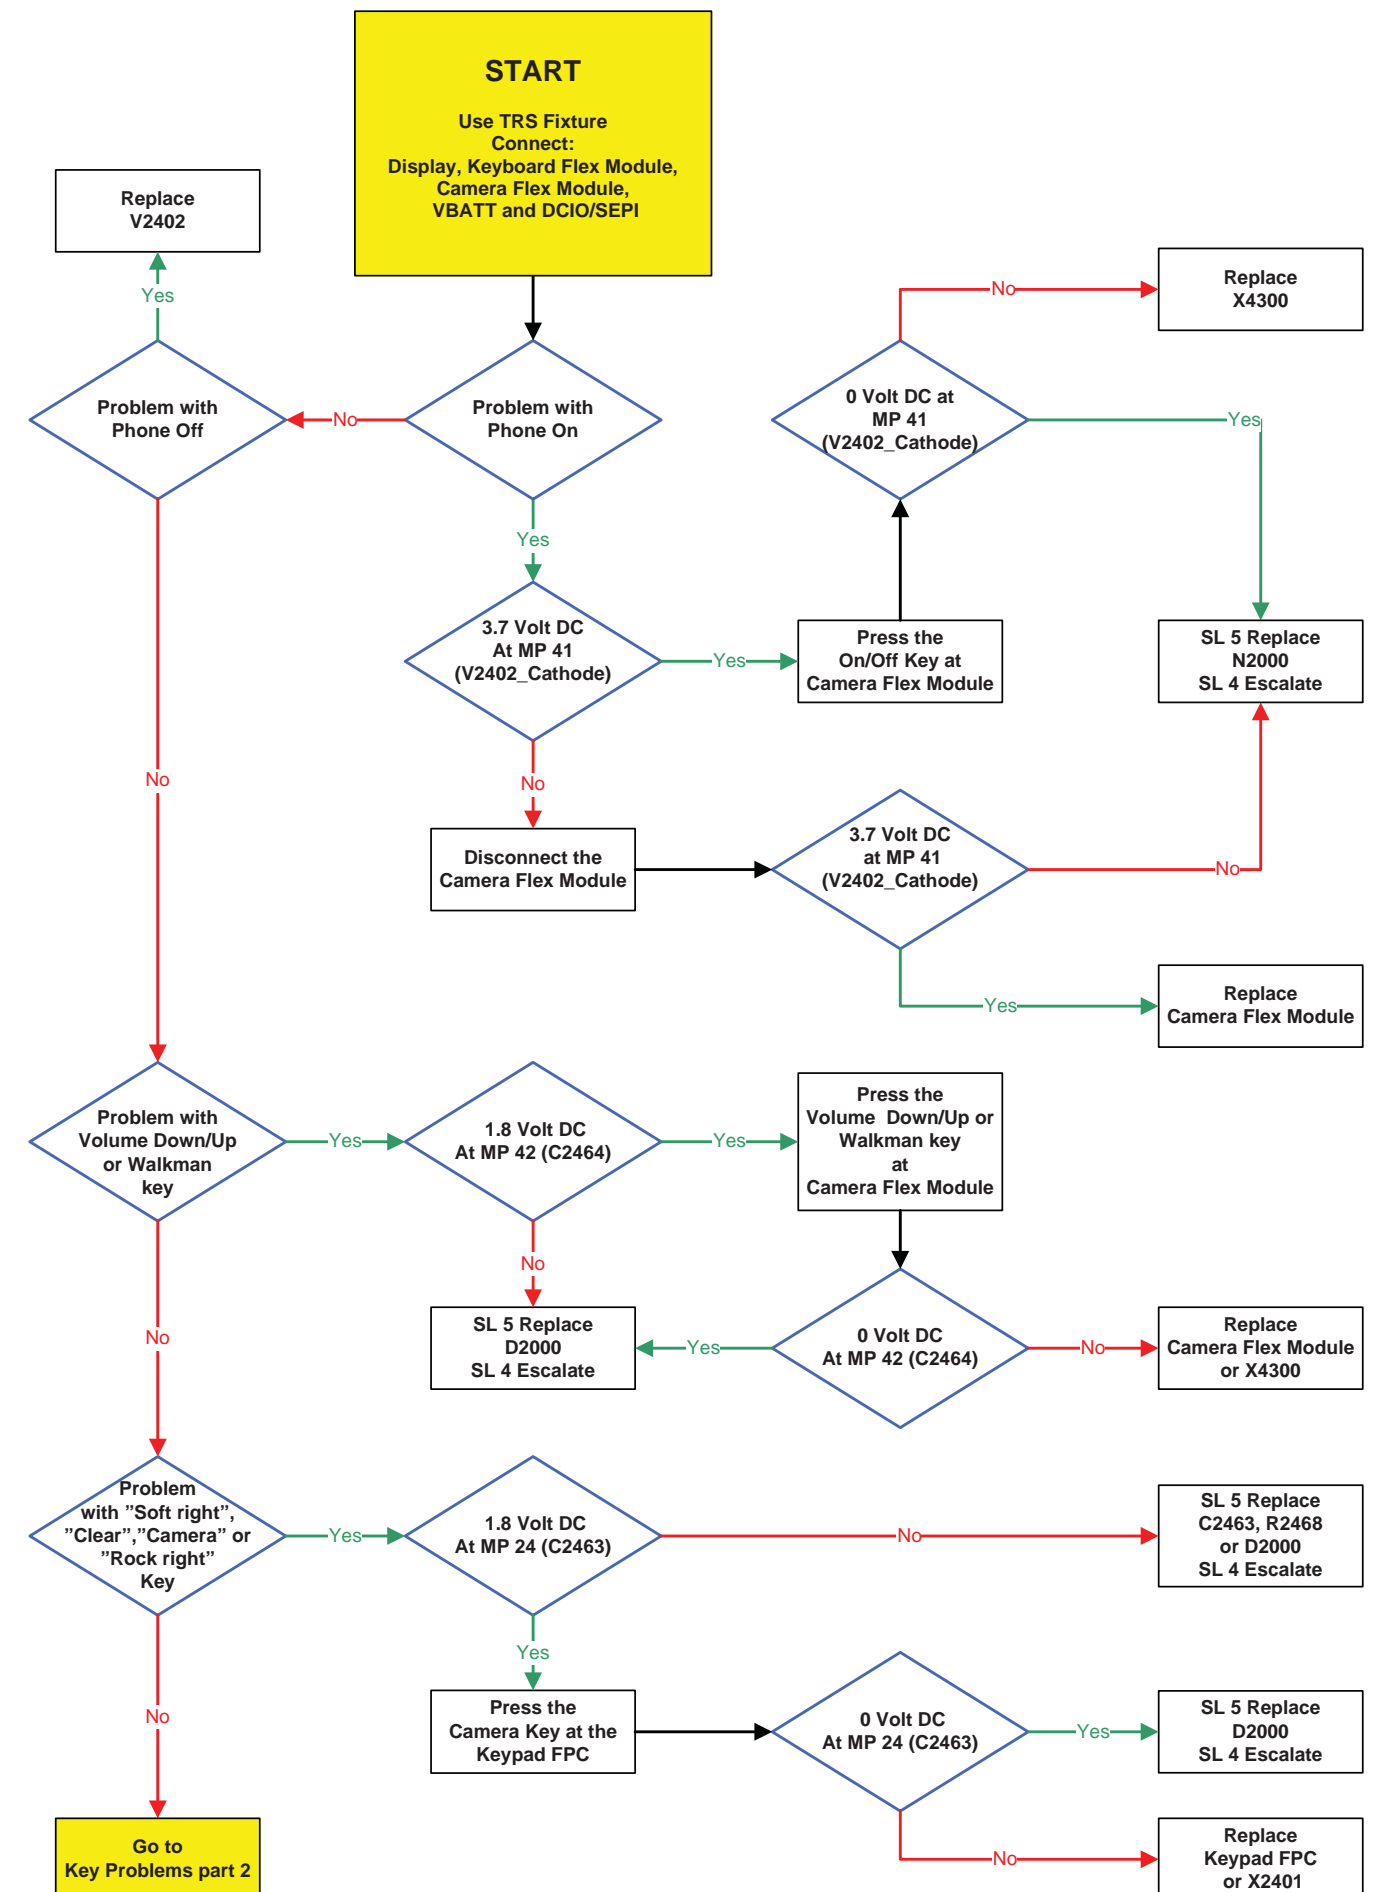 START
Use TRS Fixture
Connect:
Display, Keyboard Flex Module,
Camera Flex Module,
VBATT and DCIO/SEPI
Replace
V2402
Yes
Problem with
Phone Off
No
Problem with
Phone On
Yes
0 Volt DC at
MP 41
(V2402_Cathode)
No
Replace
X4300
Yes
3.7 Volt DC
At MP 41
(V2402_Cathode)
Yes
Press the
On/Off Key at
Camera Flex Module
SL 5 Replace
N2000
SL 4 Escalate
No
No
Disconnect the
Camera Flex Module
3.7 Volt DC
at MP 41
(V2402_Cathode)
No
Yes
Replace
Camera Flex Module
Problem with
Volume Down/Up
or Walkman
key
Yes
1.8 Volt DC
At MP 42 (C2464)
Yes
Press the
Volume  Down/Up or
Walkman key
at
Camera Flex Module
No
No
SL 5 Replace
D2000
SL 4 Escalate
Yes
0 Volt DC
At MP 42 (C2464)
No
Replace
Camera Flex Module
or X4300
Problem
with ”Soft right”,
”Clear”,”Camera” or
”Rock right”
Key
Yes
1.8 Volt DC
At MP 24 (C2463)
No
SL 5 Replace
C2463, R2468
or D2000
SL 4 Escalate
Yes
No
Press the
Camera Key at the
Keypad FPC
0 Volt DC
At MP 24 (C2463)
Yes
SL 5 Replace
D2000
SL 4 Escalate
Go to
Key Problems part 2
No
Replace
Keypad FPC
or X2401